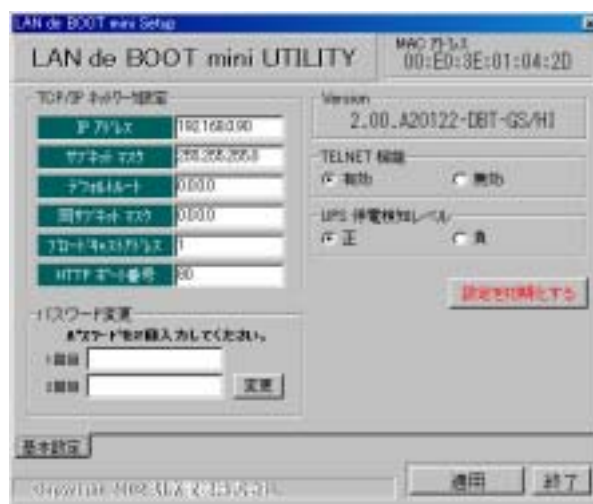 LAN de BOOT mini Setup
LAN de BOOT mini UTILITY
MAC アドレス
00:E0:3E:01:04:2D
TCP/IP ネットワーク設定
IP アドレス 192.168.0.90
サブネット マスク 255.255.255.0
デフォルトルート 0.0.0.0
同サブネット マスク 0.0.0.0
ブロードキャストアドレス 1
HTTP ポート番号 80
Version
2.00.A20122-DBT-GS/HI
TELNET 機能
有効 無効
UPS 停電検知レベル
正 負
設定を初期化する
パスワード変更
パスワードを2回入力してください。
1回目
2回目 変更
基本設定
適用 終了